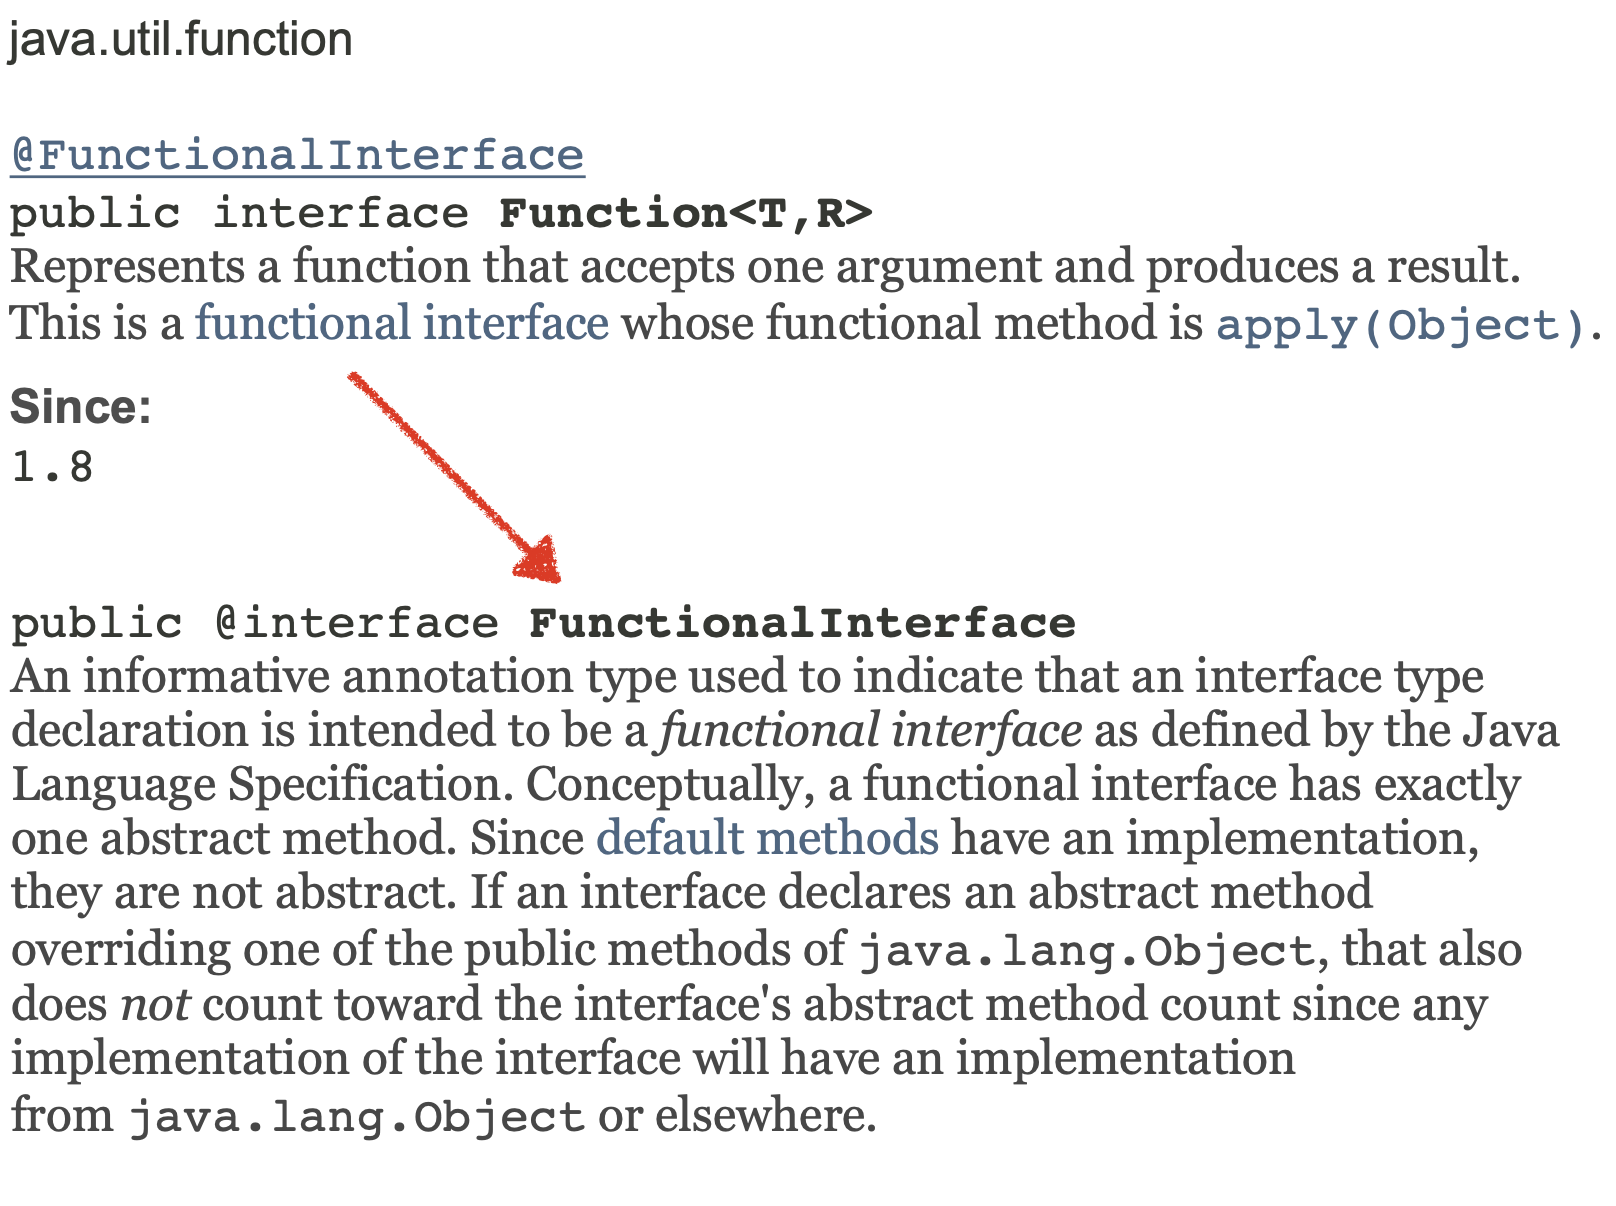 java.util.function
@FunctionalInterface
public interface Function<T,R>
Represents a function that accepts one argument and produces a result.
This is a functional interface whose functional method is apply(Object).
Since:
1.8
public @interface FunctionalInterface
An informative annotation type used to indicate that an interface type
declaration is intended to be a functional interface as defined by the Java
Language Specification. Conceptually, a functional interface has exactly
one abstract method. Since default methods have an implementation,
they are not abstract. If an interface declares an abstract method
overriding one of the public methods of java.lang.Object, that also
does not count toward the interface's abstract method count since any
implementation of the interface will have an implementation
from java.lang.Object or elsewhere.